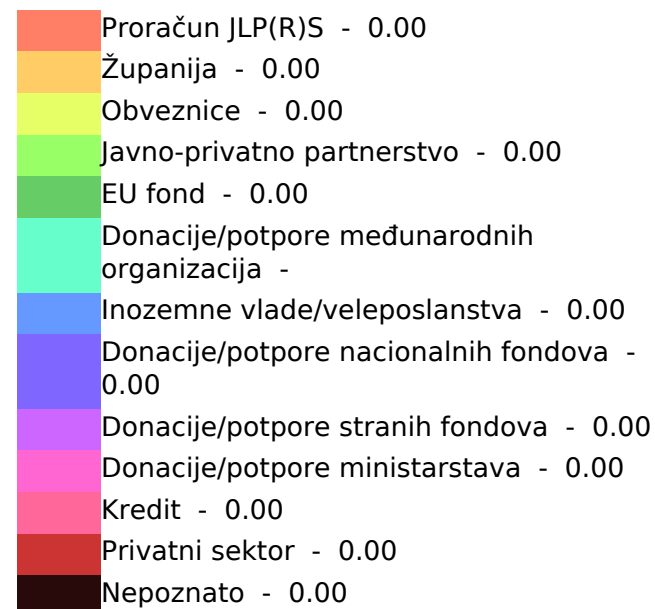 Proračun JLP(R)S - 0.00
Županija - 0.00
Obveznice - 0.00
Javno-privatno partnerstvo - 0.00
EU fond - 0.00
Donacije/potpore međunarodnih
organizacija -
Inozemne vlade/veleposlanstva - 0.00
Donacije/potpore nacionalnih fondova -
0.00
Donacije/potpore stranih fondova - 0.00
Donacije/potpore ministarstava - 0.00
Kredit - 0.00
Privatni sektor - 0.00
Nepoznato - 0.00